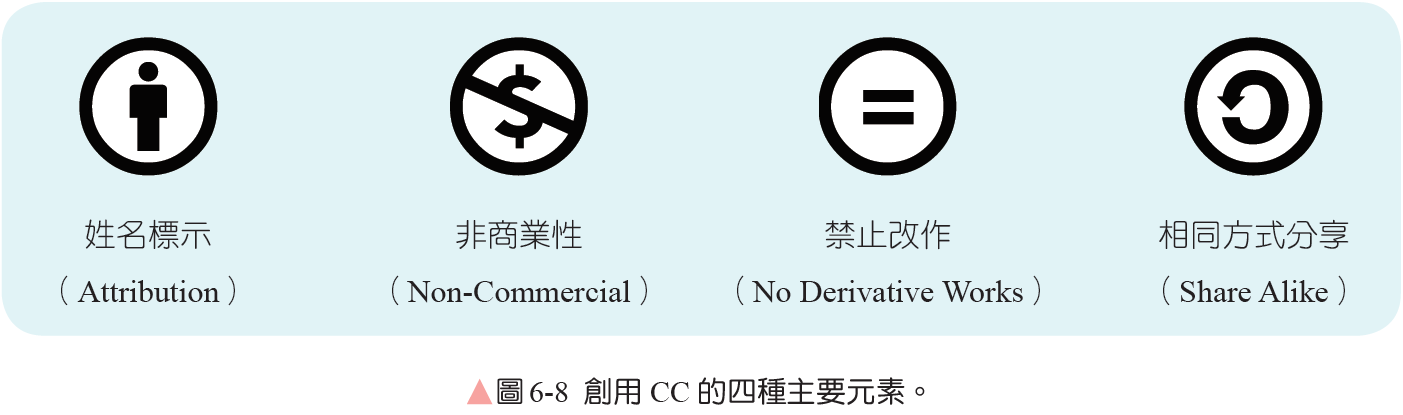 姓名標示 非商業性 禁止改作 相同方式分享
（Attribution） （Non-Commercial） （No Derivative Works） （Share Alike）
▲圖6-8 創用 CC 的四種主要元素。